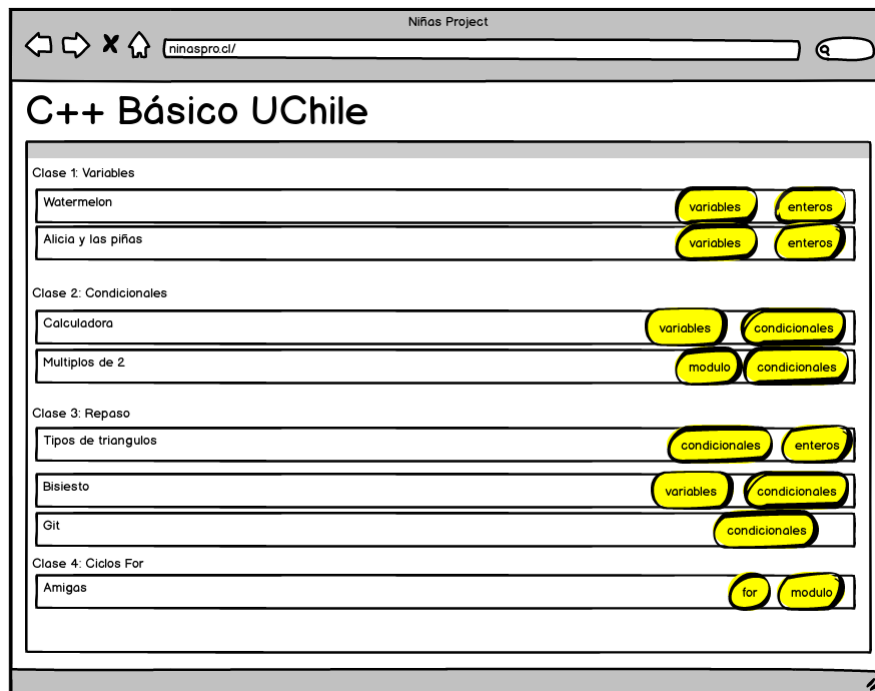 Niñas Project
ninaspro.cl/
C++ Básico UChile
Clase 1: Variables
Watermelon variables enteros
Alicia y las piñas variables enteros
Clase 2: Condicionales
Calculadora variables condicionales
Multiplos de 2 modulo condicionales
Clase 3: Repaso
Tipos de triangulos condicionales enteros
Bisiesto variables condicionales
Git condicionales
Clase 4: Ciclos For
Amigas for modulo